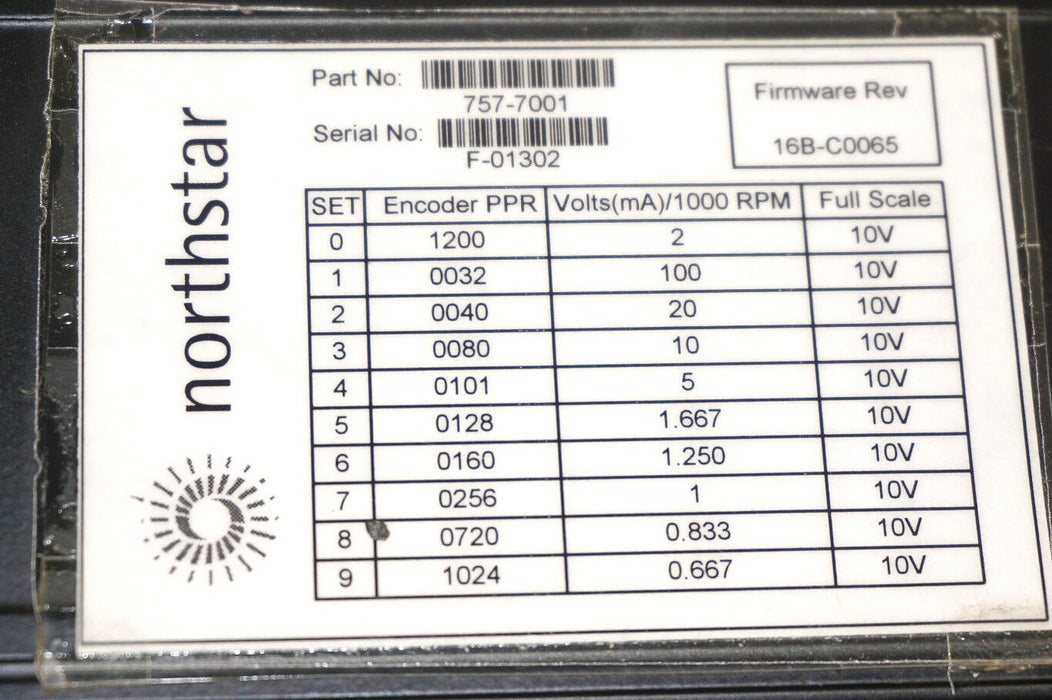 northstar
Part No:
757-7001
Serial No:
F-01302
Firmware Rev
16B-C0065
SET Encoder PPR Volts(mA)/1000 RPM Full Scale
0 1200 2 10V
1 0032 100 10V
2 0040 20 10V
3 0080 10 10V
4 0101 5 10V
5 0128 1.667 10V
6 0160 1.250 10V
7 0256 1 10V
8 0720 0.833 10V
9 1024 0.667 10V